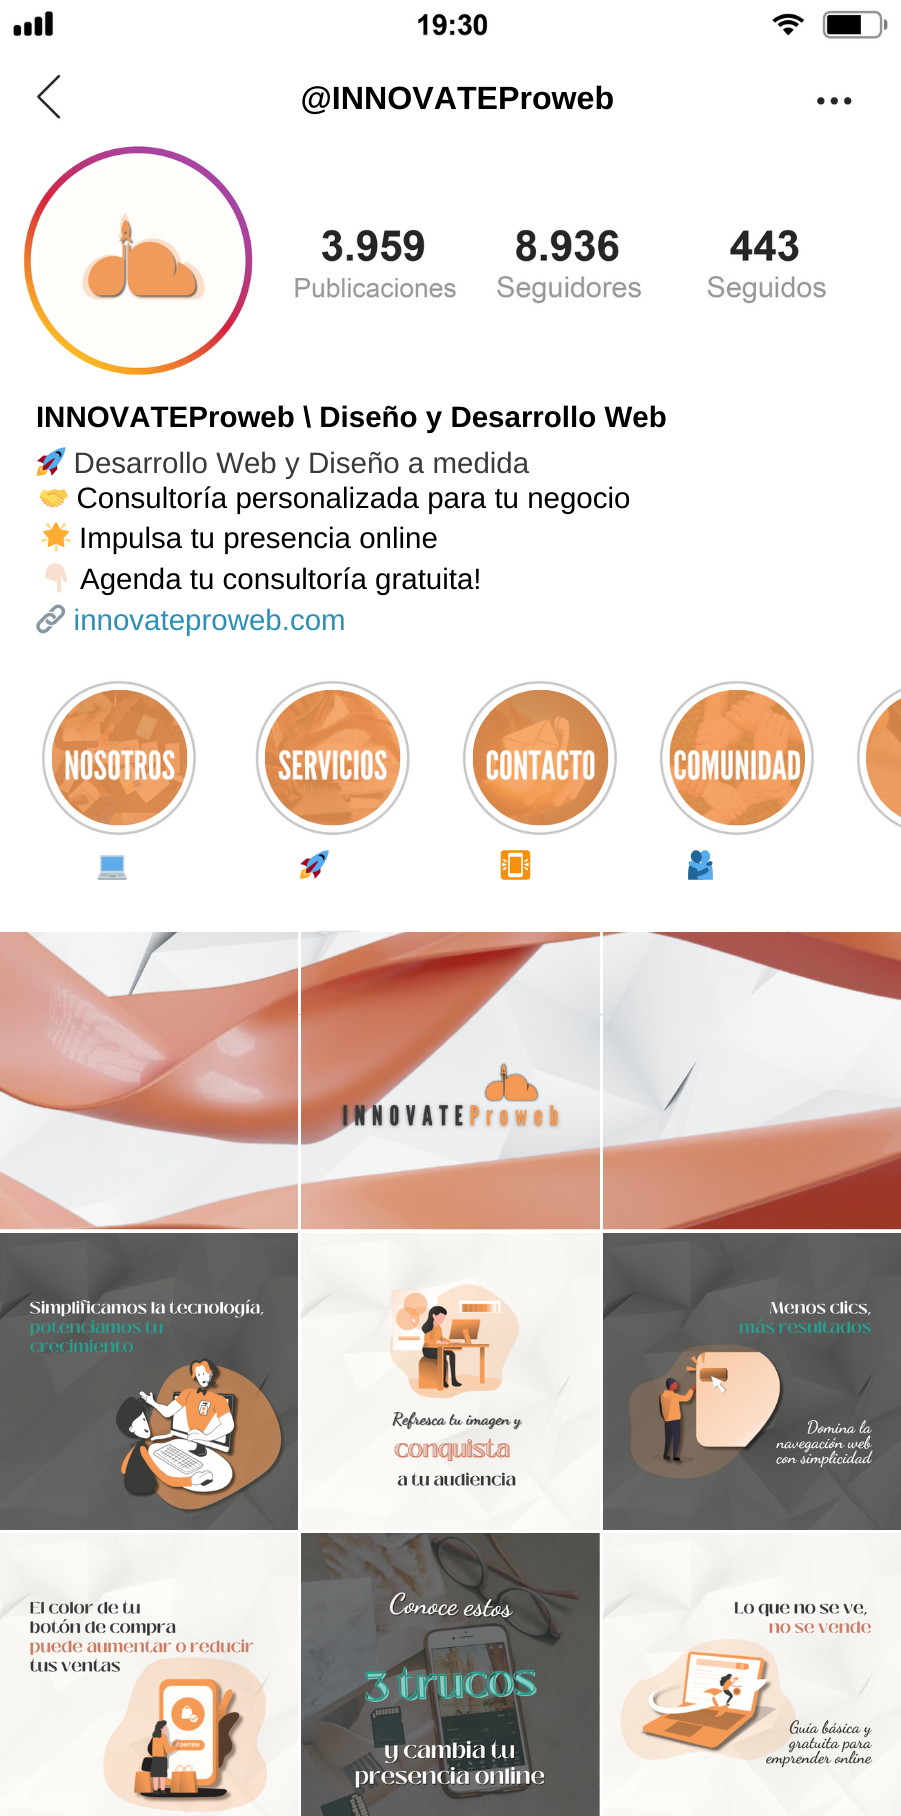 19:30
@INNOVATEProweb
3.959
8.936
443
Publicaciones
Seguidores
Seguidos
INNOVATEProweb \ Diseño y Desarrollo Web
Desarrollo Web y Diseño a medida
Consultoría personalizada para tu negocio
Impulsa tu presencia online
Agenda tu consultoría gratuita!
innovateproweb.com
NOSOTROS
SERVICIOS
CONTACTO
COMUNIDAD
INNOVATEProweb
Simplificamos la tecnología,
potenciamos tu
crecimiento
Refresca tu imagen y
conquista
a tu audiencia
Menos clics,
más resultados
Domina la
navegación web
con simplicidad
El color de tu
botón de compra
puede aumentar o reducir
tus ventas
CONFIRM
Conoce estos
3 trucos
y cambia tu
presencia online
Lo que no se ve,
no se vende
Guía básica y
gratuita para
emprender online